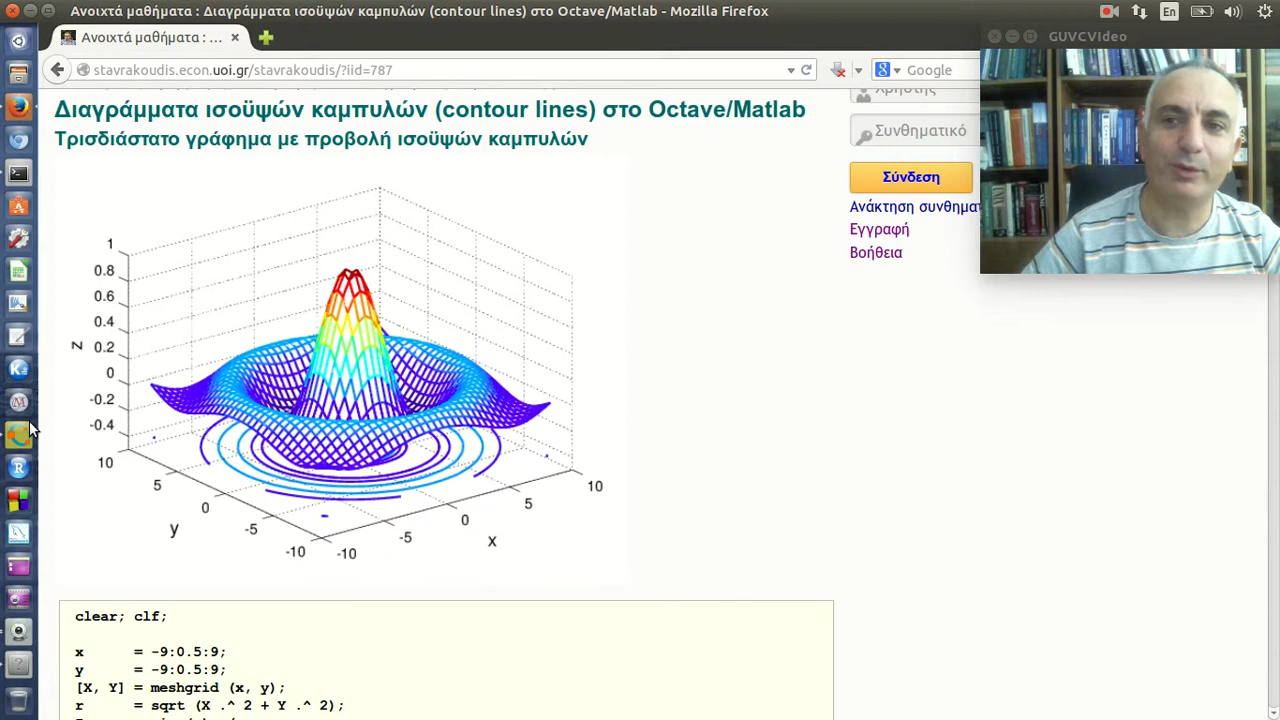 Ανοιχτά μαθήματα : Διαγράμματα ισοϋψών καμπυλών (contour lines) στο Octave/Matlab - Mozilla Firefox
En
Ανοιχτά μαθήματα : ...
GUVCVIdeo
stavrakoudis.econ.uoi.gr/stavrakoudis/?iid=787
Google
Διαγράμματα ισοϋψών καμπυλών (contour lines) στο Octave/Matlab
Τρισδιάστατο γράφημα με προβολή ισοϋψών καμπυλών
Χρήστης
Συνθηματικό
Σύνδεση
Ανάκτηση συνθηματ
Εγγραφή
Βοήθεια
1
0.8
0.6
0.4
0.2
0
-0.2
-0.4
z
10
5
0
-5
-10
y
-10
-5
0
5
10
x
clear; clf;
x = -9:0.5:9;
y = -9:0.5:9;
[X, Y] = meshgrid (x, y);
r = sqrt (X .^ 2 + Y .^ 2);